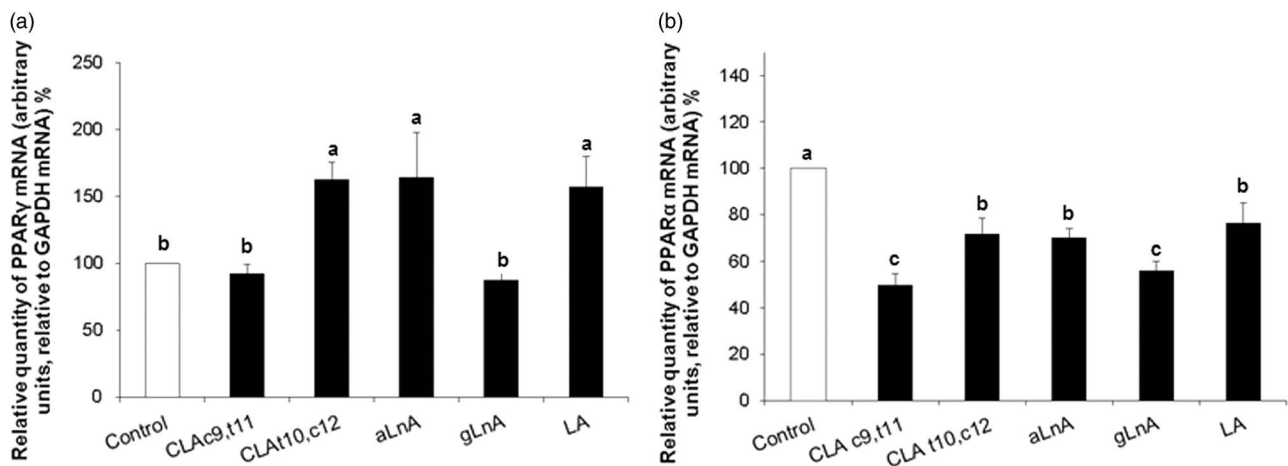 (a)
Relative quantity of PPARγ mRNA (arbitrary
units, relative to GAPDH mRNA) %
250
200
150
100
50
0
b
b
a
a
b
a
Control
CLAc9,t11
CLAt10,c12
aLnA
gLnA
LA
(b)
Relative quantity of PPARα mRNA (arbitrary
units, relative to GAPDH mRNA) %
140
120
100
80
60
40
20
0
a
c
b
b
c
b
Control
CLA c9,t11
CLA t10,c12
aLnA
gLnA
LA